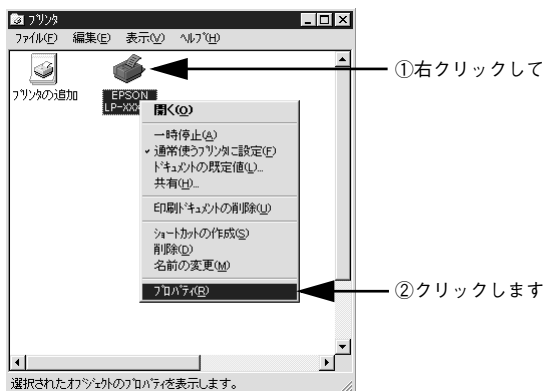 プリンタ
ファイル(F) 編集(E) 表示(V) ヘルプ(H)
プリンタの追加
EPSON
LP-XXX
開く(O)
一時停止(A)
通常使うプリンタに設定(F)
ドキュメントの既定値(L)...
共有(H)...
印刷ドキュメントの削除(U)
ショートカットの作成(S)
削除(D)
名前の変更(M)
プロパティ(R)
選択されたオブジェクトのプロパティを表示します。
①右クリックして
②クリックします